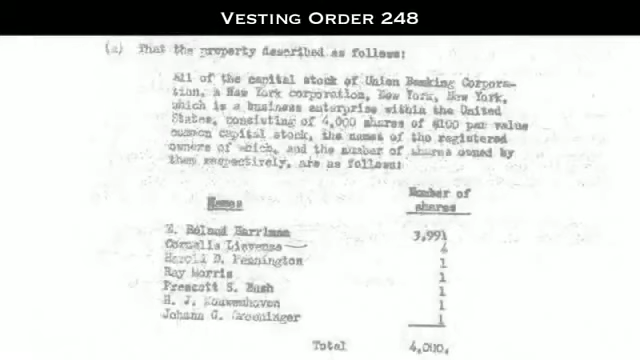 VESTING ORDER 248
(a) That the property described as follows:
All of the capital stock of Union Banking Corpora-
tion, a New York corporation, New York, New York,
which is a business enterprise within the United
States, consisting of 4,000 shares of $100 par value
common capital stock, the names of the registered
owners of which, and the number of shares owned by
them respectively, are as follows:
Names
Number of
shares
E. Roland Harriman 3,991
Cornelis Lievense
Harold D. Pennington 1
Ray Morris 1
Prescott S. Bush 1
H. J. Kouwenhoven 1
Johann G. Groeninger 1
Total 4,000.